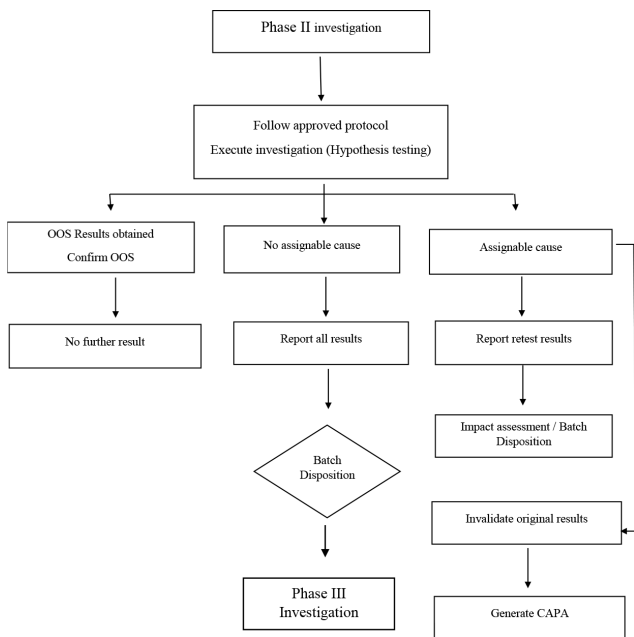 Phase II investigation
Follow approved protocol
Execute investigation (Hypothesis testing)
OOS Results obtained
Confirm OOS
No assignable cause
Assignable cause
No further result
Report all results
Report retest results
Batch
Disposition
Impact assessment / Batch
Disposition
Invalidate original results
Phase III
Investigation
Generate CAPA